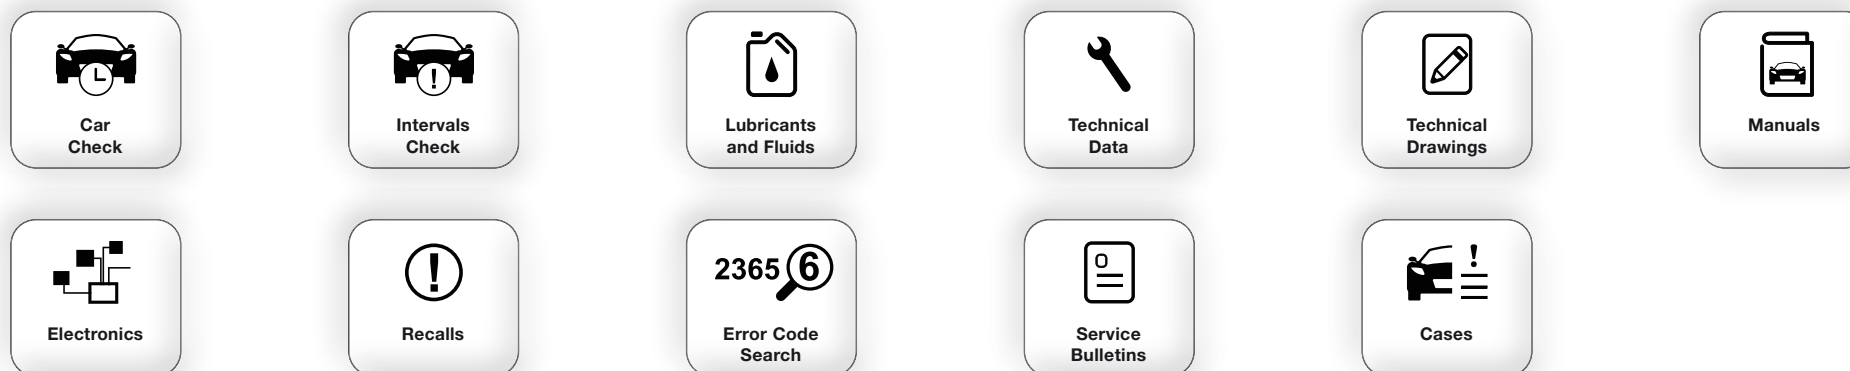 Car
Check
Intervals
Check
Lubricants
and Fluids
Technical
Data
Technical
Drawings
Manuals
Electronics
Recalls
2365 6
Error Code
Search
Service
Bulletins
Cases